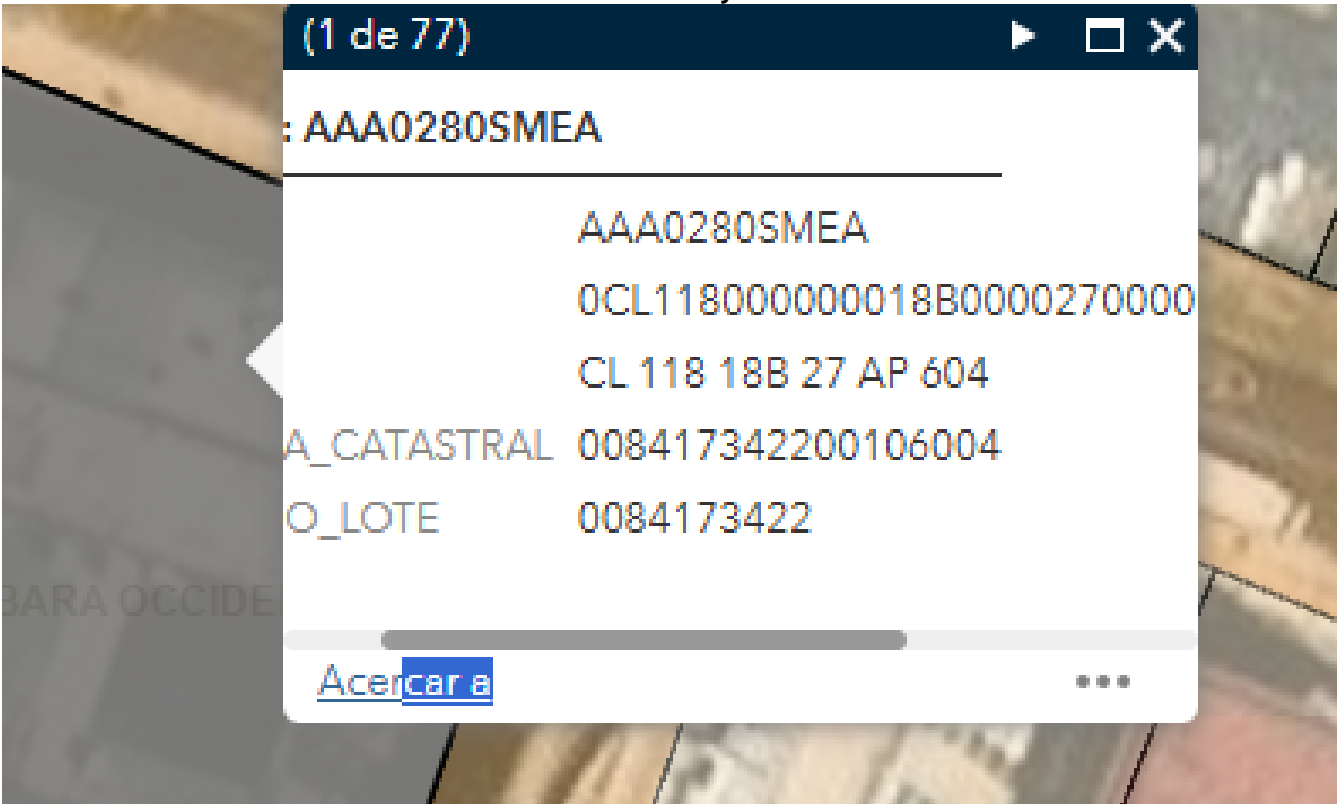 (1 de 77)
: AAA0280SMEA
AAA0280SMEA
0CL118000000018B0000270000
CL 118 18B 27 AP 604
A_CATASTRAL 008417342200106004
O_LOTE 0084173422
BARA OCCIDE
Acercar a